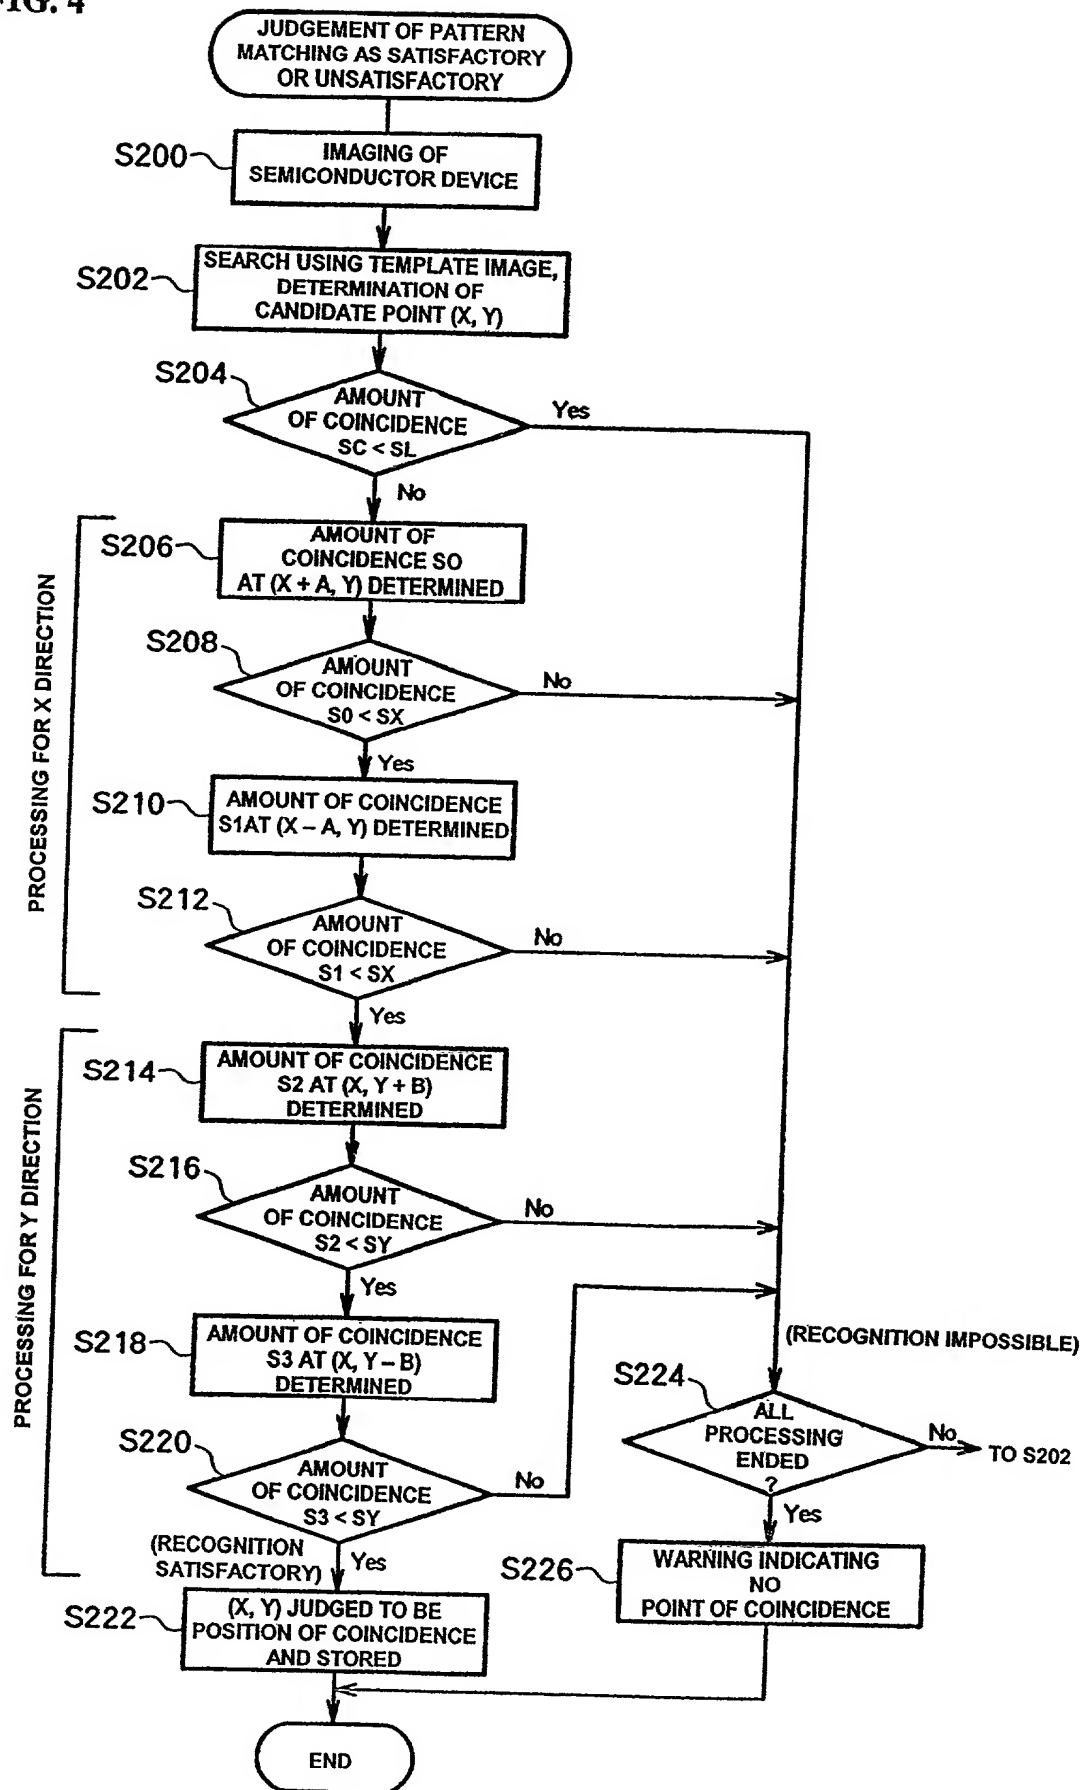 FIG. 4
JUDGEMENT OF PATTERN
MATCHING AS SATISFACTORY
OR UNSATISFACTORY
S200
IMAGING OF
SEMICONDUCTOR DEVICE
S202
SEARCH USING TEMPLATE IMAGE,
DETERMINATION OF
CANDIDATE POINT (X, Y)
S204
AMOUNT
OF COINCIDENCE
SC < SL
Yes
No
PROCESSING FOR X DIRECTION
S206
AMOUNT OF
COINCIDENCE SO
AT (X + A, Y) DETERMINED
S208
AMOUNT
OF COINCIDENCE
S0 < SX
No
Yes
S210
AMOUNT OF COINCIDENCE
S1AT (X – A, Y) DETERMINED
S212
AMOUNT
OF COINCIDENCE
S1 < SX
No
Yes
PROCESSING FOR Y DIRECTION
S214
AMOUNT OF COINCIDENCE
S2 AT (X, Y + B)
DETERMINED
S216
AMOUNT
OF COINCIDENCE
S2 < SY
No
Yes
S218
AMOUNT OF COINCIDENCE
S3 AT (X, Y – B)
DETERMINED
S220
AMOUNT
OF COINCIDENCE
S3 < SY
No
(RECOGNITION
SATISFACTORY)
Yes
S222
(X, Y) JUDGED TO BE
POSITION OF COINCIDENCE
AND STORED
(RECOGNITION IMPOSSIBLE)
S224
ALL
PROCESSING
ENDED
?
No
TO S202
Yes
S226
WARNING INDICATING
NO
POINT OF COINCIDENCE
END